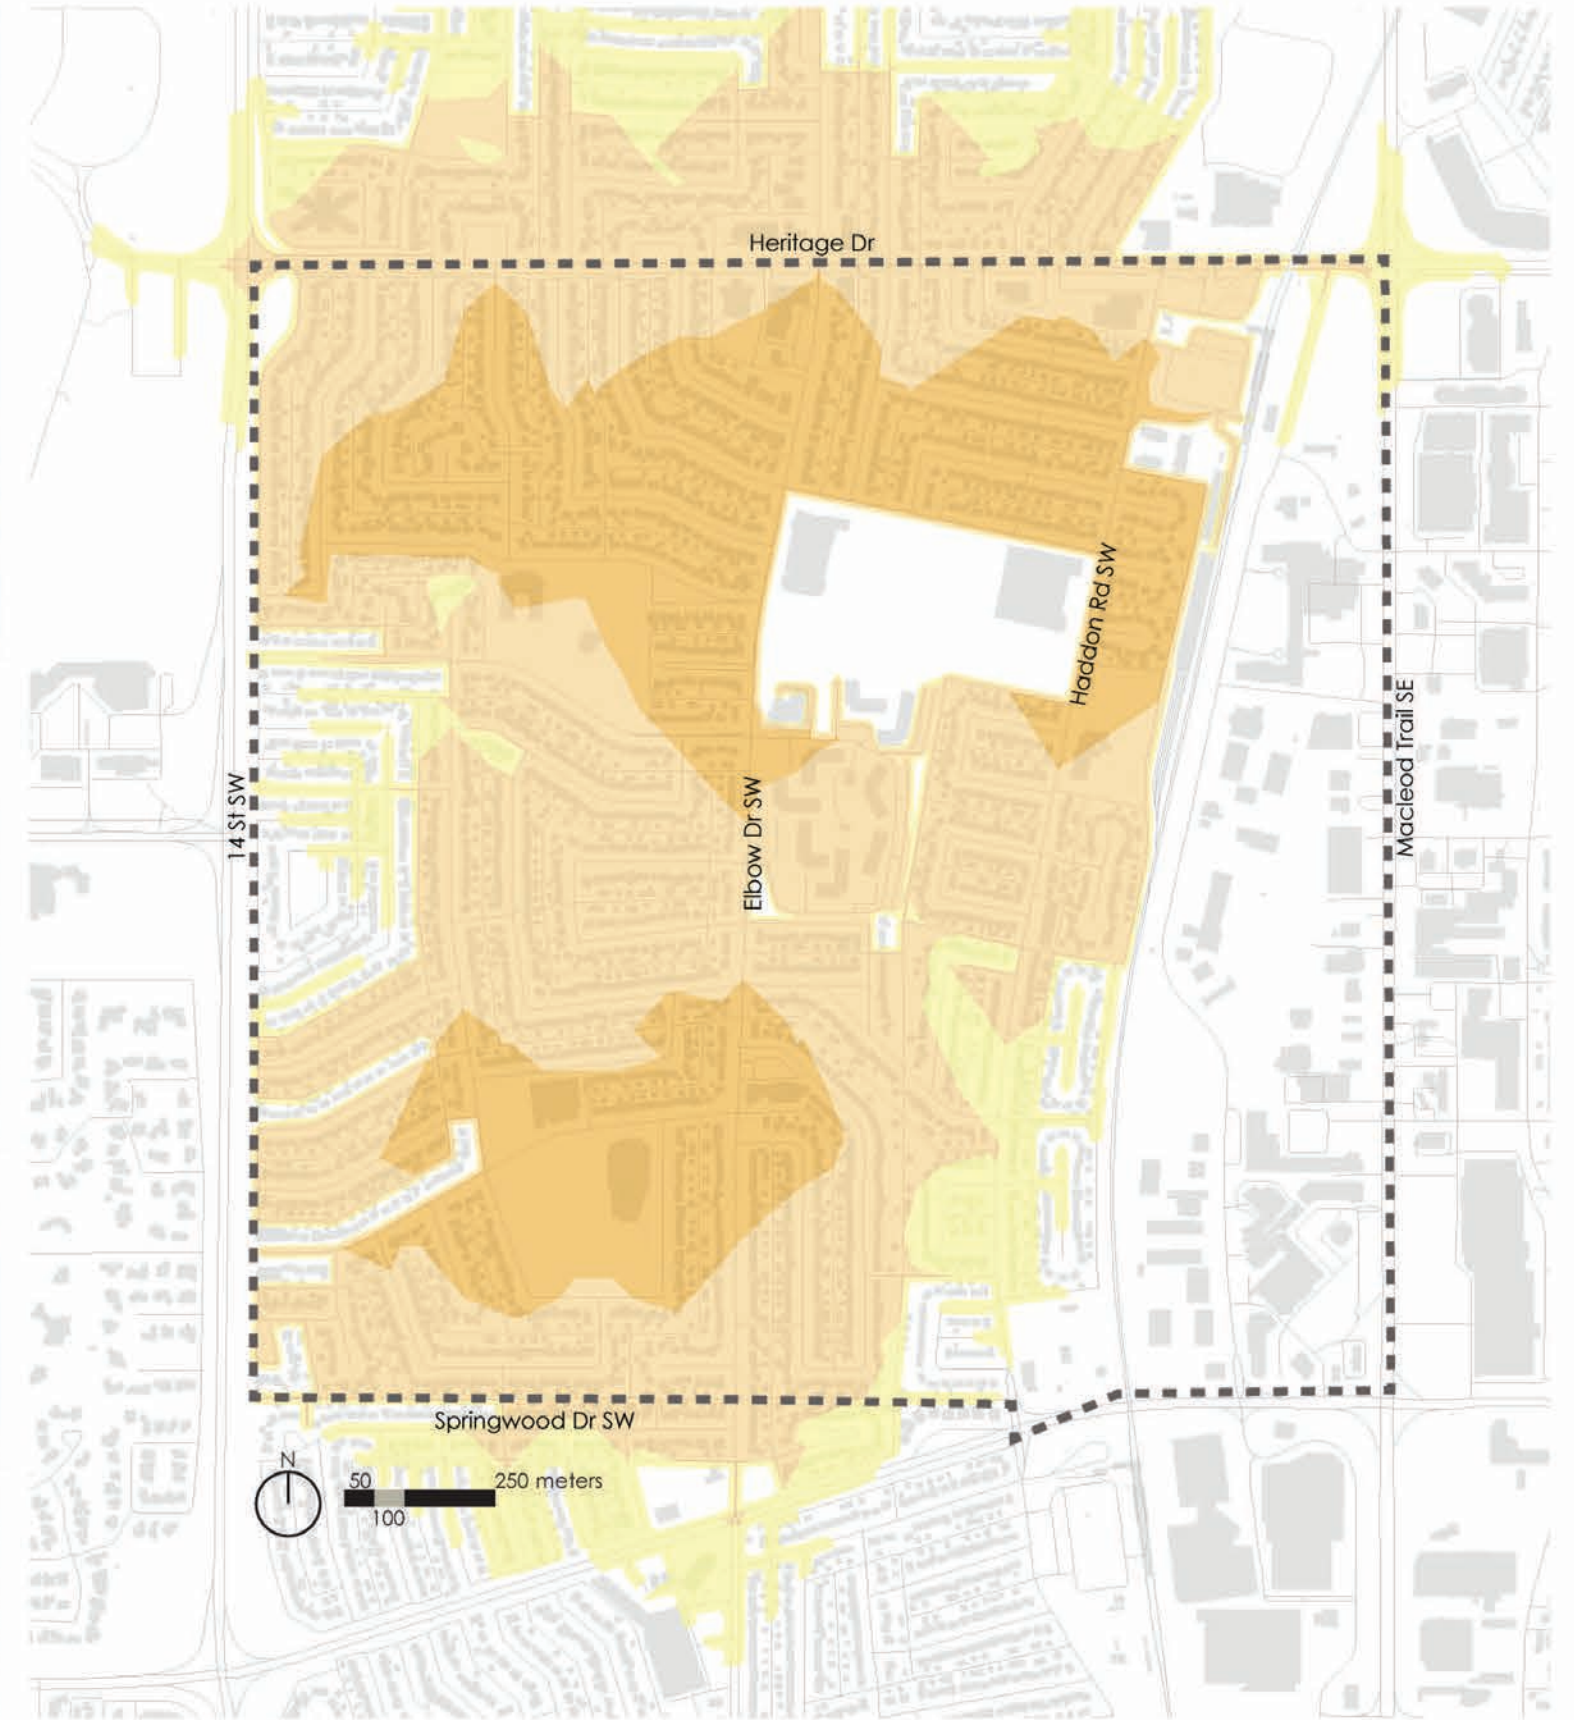 Heritage Dr
Haddon Rd SW
Macleod Trail SE
14 St SW
Elbow Dr SW
Springwood Dr SW
N
50
250 meters
100